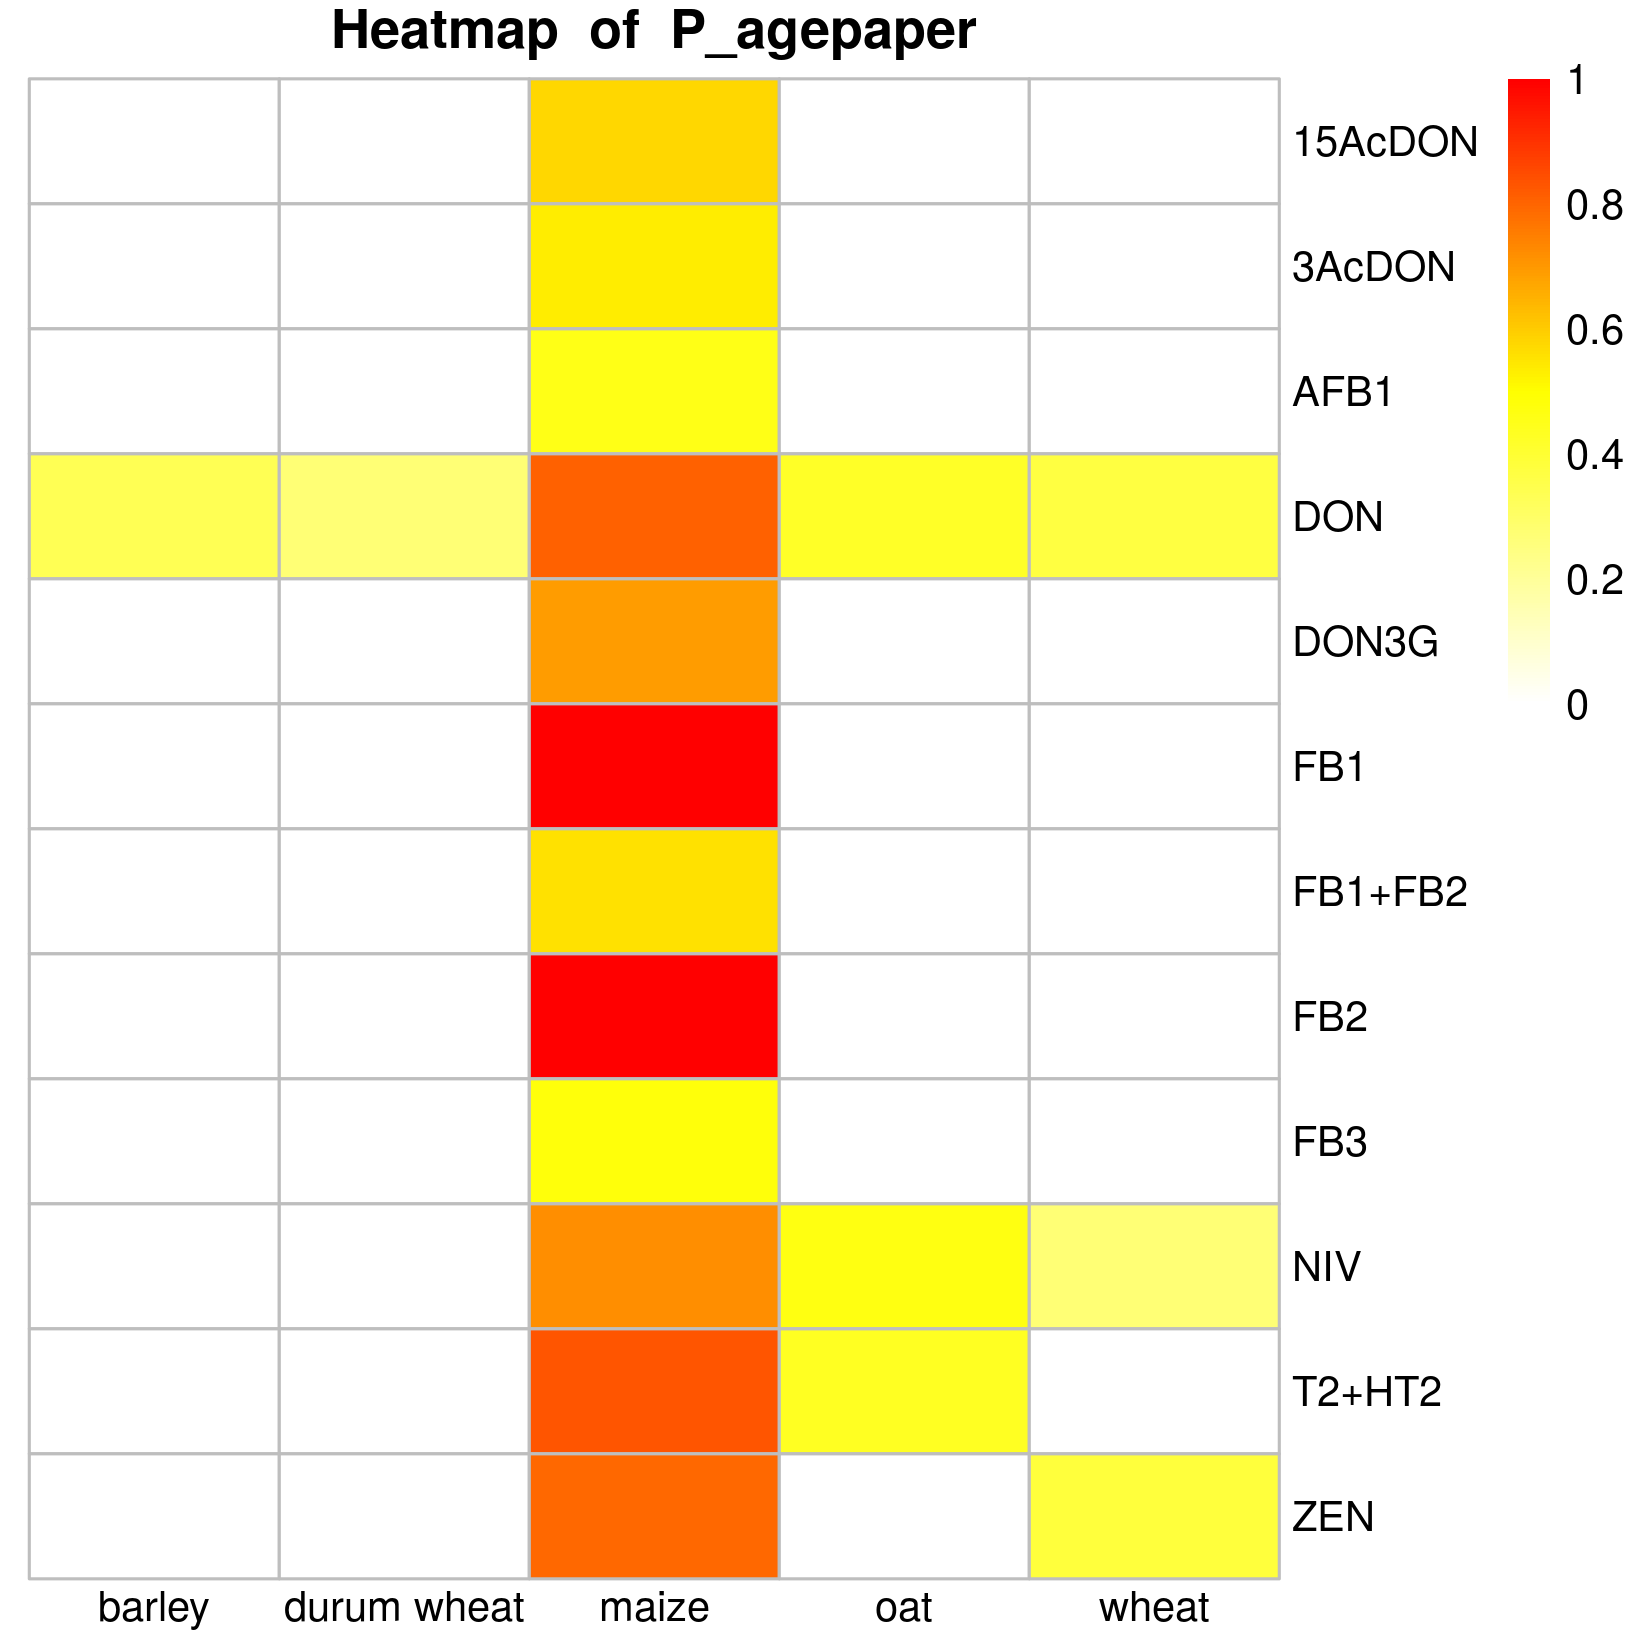 Heatmap of P_agepaper
1
0.8
0.6
0.4
0.2
0
15AcDON
3AcDON
AFB1
DON
DON3G
FB1
FB1+FB2
FB2
FB3
NIV
T2+HT2
ZEN
barley durum wheat maize oat wheat